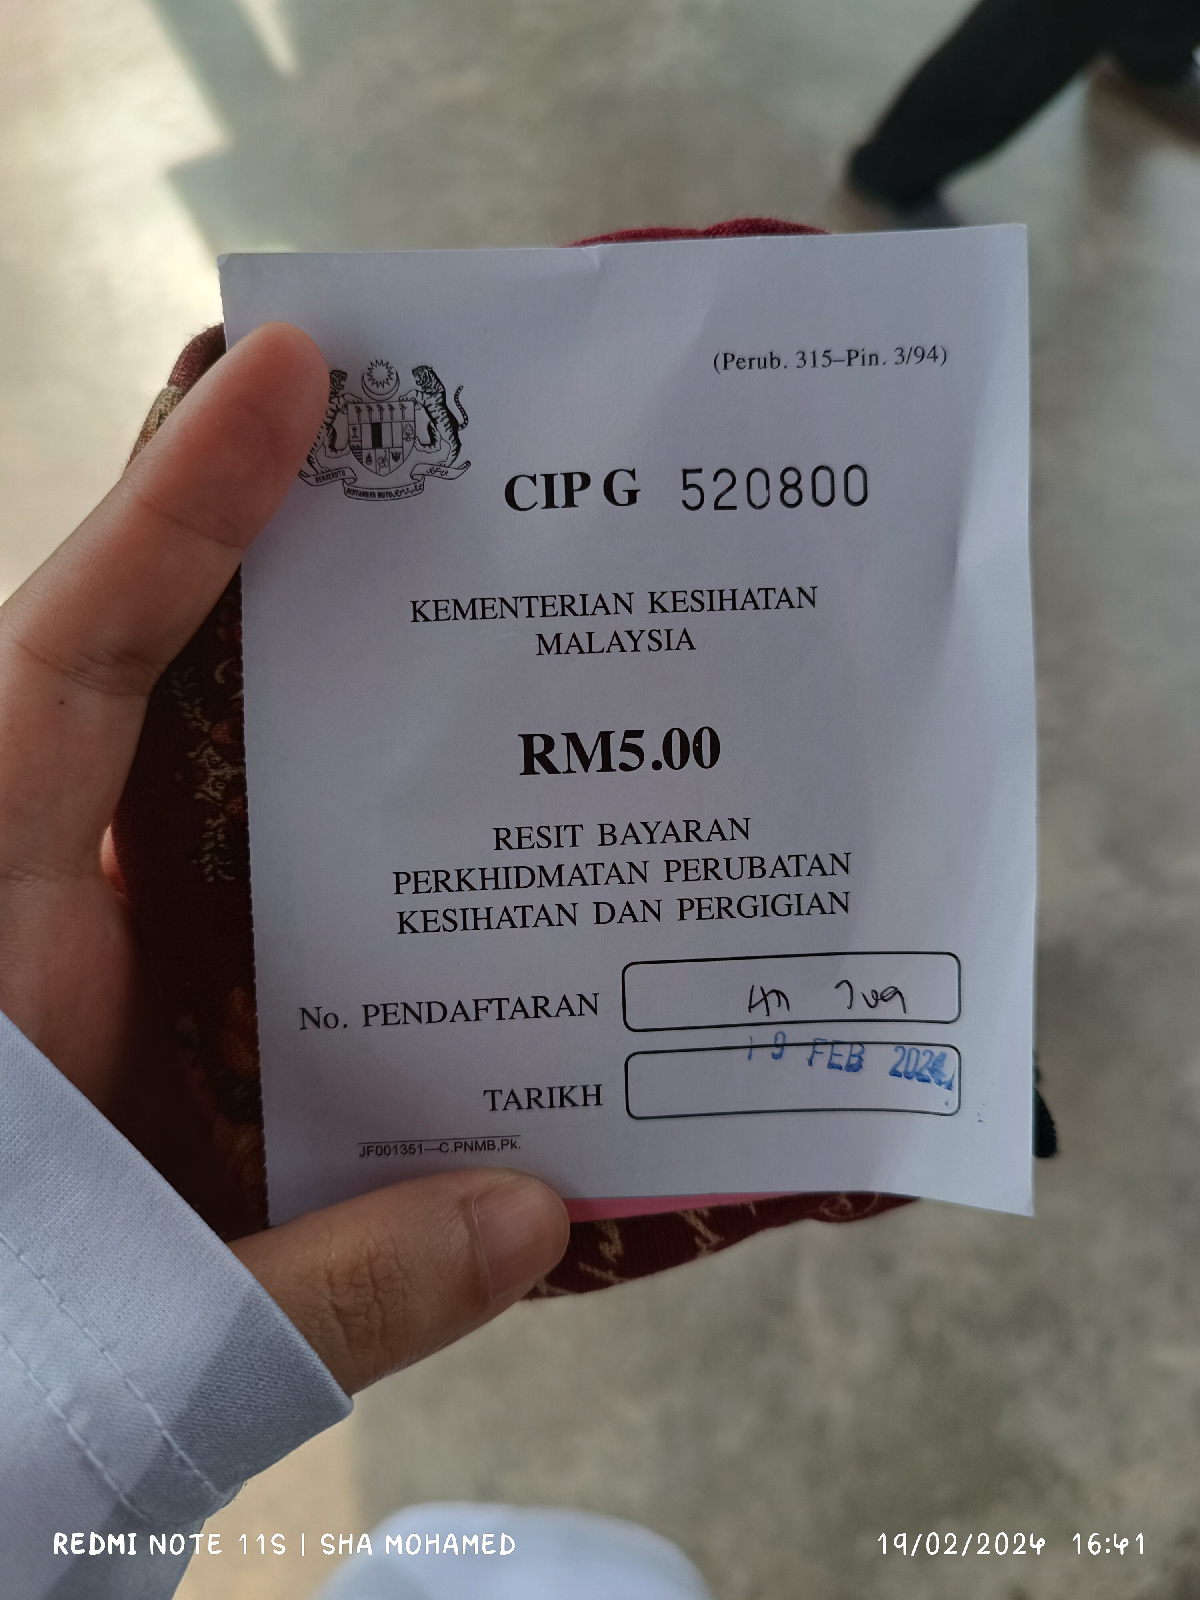 (Perub. 315–Pin. 3/94)
CIP G 520800
KEMENTERIAN KESIHATAN
MALAYSIA
RM5.00
RESIT BAYARAN
PERKHIDMATAN PERUBATAN
KESIHATAN DAN PERGIGIAN
No. PENDAFTARAN
19 FEB 2024
TARIKH
JF001351—C.PNMB,Pk.
REDMI NOTE 11S | SHA MOHAMED
19/02/2024 16:41